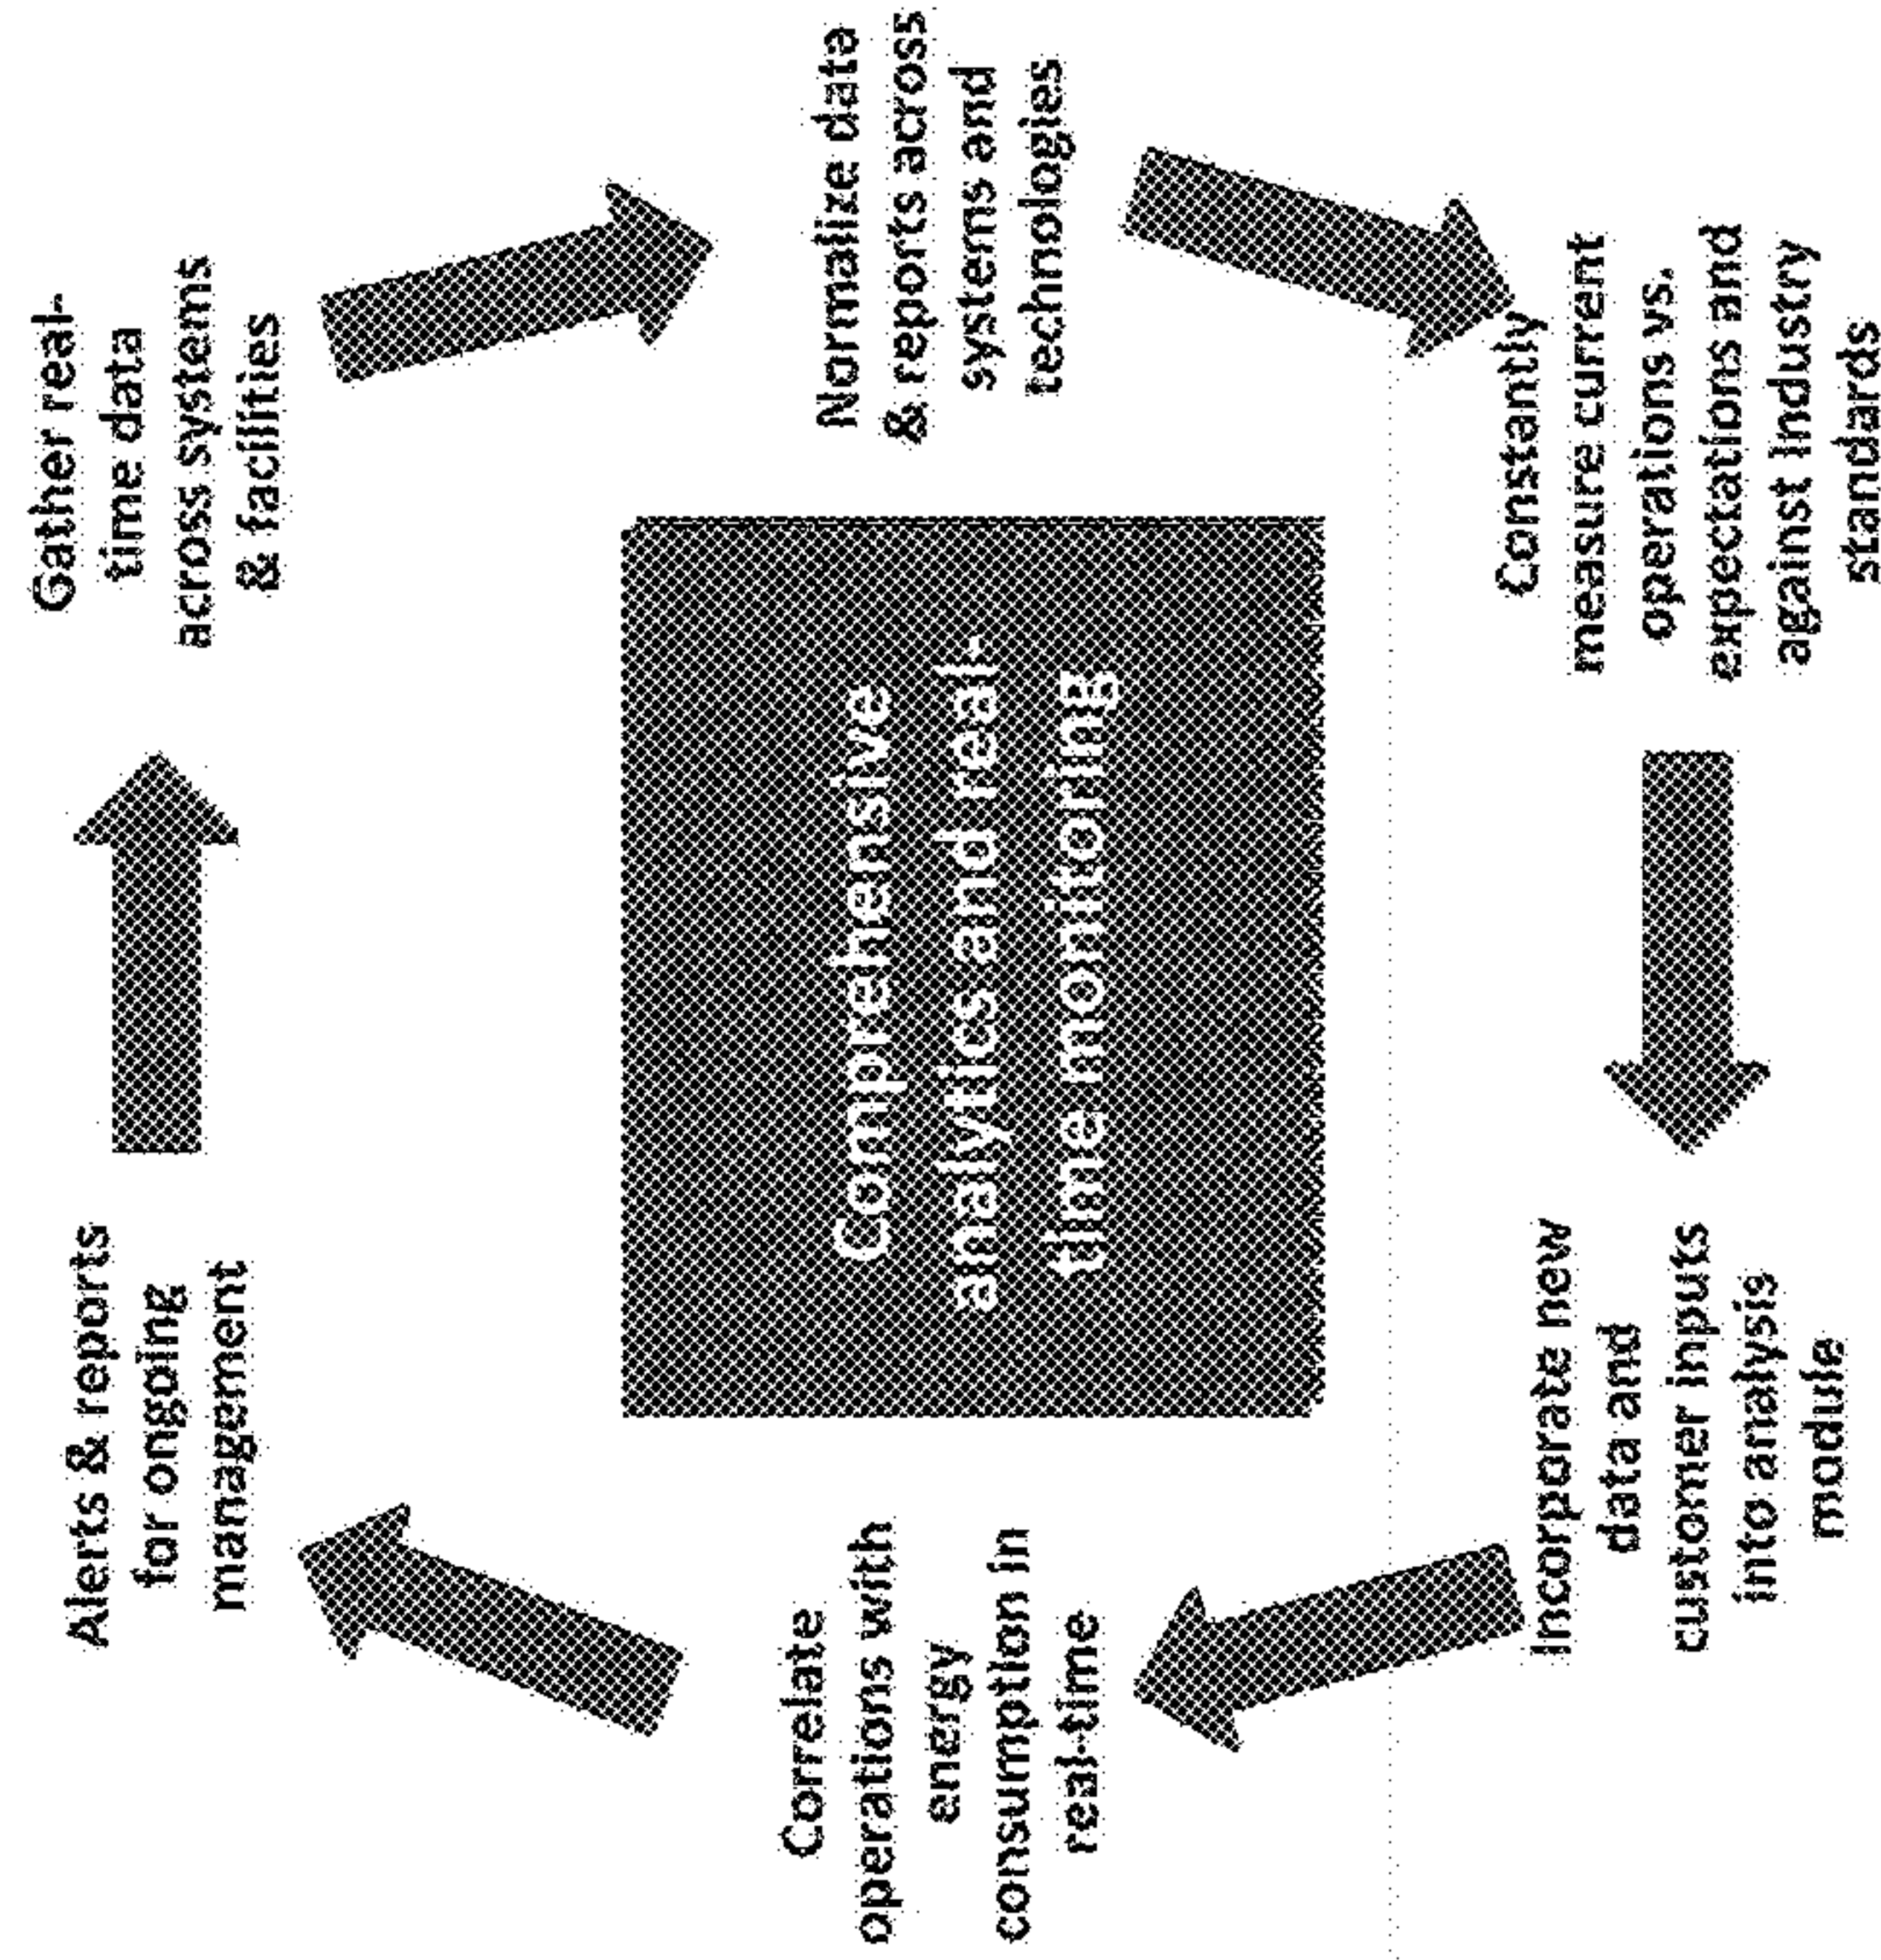 Gather real-
time data
across systems
& facilities
Normalize data
& reports across
systems and
technologies
Constantly
measure current
operations vs.
expectations and
against industry
standards
Incorporate new
data and
customer inputs
into analysis
module
Correlate
operations with
energy
consumption in
real-time
Alerts & reports
for ongoing
management
Comprehensive
analytics and real-
time monitoring